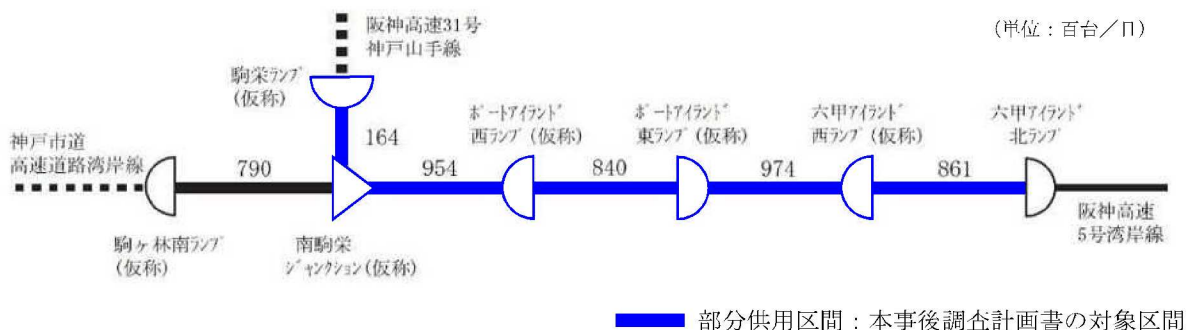 阪神高速31号
神戸山手線
(単位：百台／日)
駒栄ランプ
(仮称)
ポートアイランド
西ランプ(仮称)
ポートアイランド
東ランプ(仮称)
六甲アイランド
西ランプ(仮称)
六甲アイランド
北ランプ
神戸市道
高速道路湾岸線
164
790
954
840
974
861
駒ヶ林南ランプ
(仮称)
南駒栄
ジャンクション(仮称)
阪神高速
5号湾岸線
部分供用区間：本事後調査計画書の対象区間